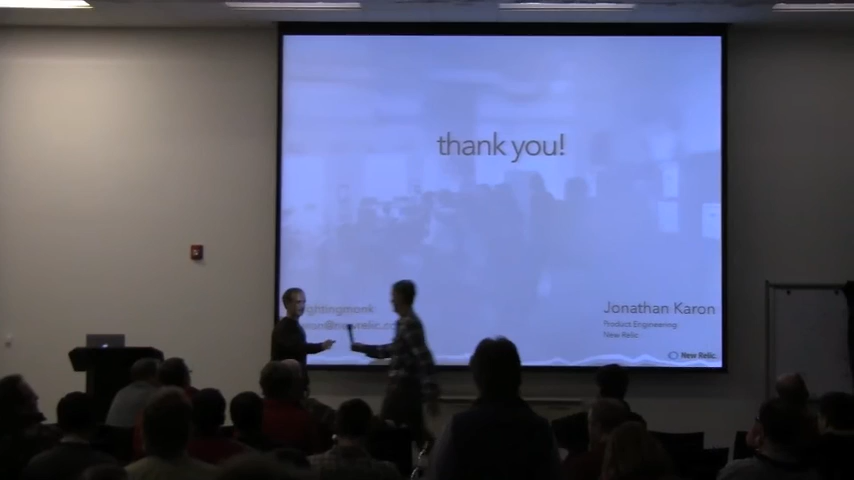 thank you!
Jonathan Karon
Product Engineering
New Relic
New Relic